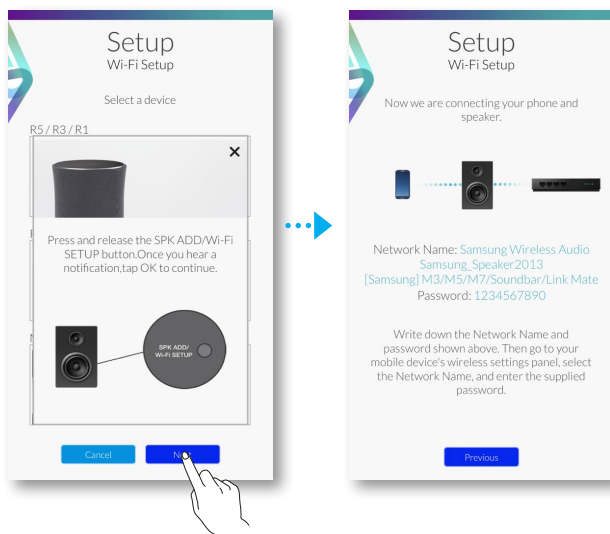 Setup
Wi-Fi Setup
Select a device
R5 / R3 / R1
Press and release the SPK ADD/Wi-Fi
SETUP button.Once you hear a
notification,tap OK to continue.
SPK ADD/
Wi-Fi SETUP
Cancel
Setup
Wi-Fi Setup
Now we are connecting your phone and
speaker.
Network Name: Samsung Wireless Audio
Samsung_Speaker2013
[Samsung] M3/M5/M7/Soundbar/Link Mate
Password: 1234567890
Write down the Network Name and
password shown above. Then go to your
mobile device's wireless settings panel, select
the Network Name, and enter the supplied
password.
Previous